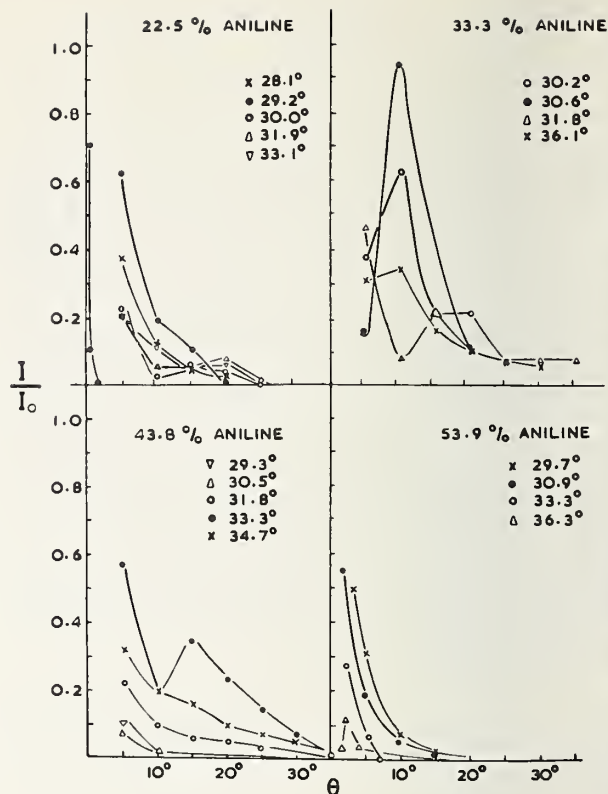 22.5 % ANILINE
x 28.1°
● 29.2°
○ 30.0°
△ 31.9°
▽ 33.1°
33.3 % ANILINE
○ 30.2°
● 30.6°
△ 31.8°
x 36.1°
1.0
0.8
0.6
0.4
0.2
I
I₀
43.8 % ANILINE
▽ 29.3°
△ 30.5°
○ 31.8°
● 33.3°
x 34.7°
53.9 % ANILINE
x 29.7°
● 30.9°
○ 33.3°
△ 36.3°
1.0
0.8
0.6
0.4
0.2
10° 20° 30° θ 10° 20° 30°